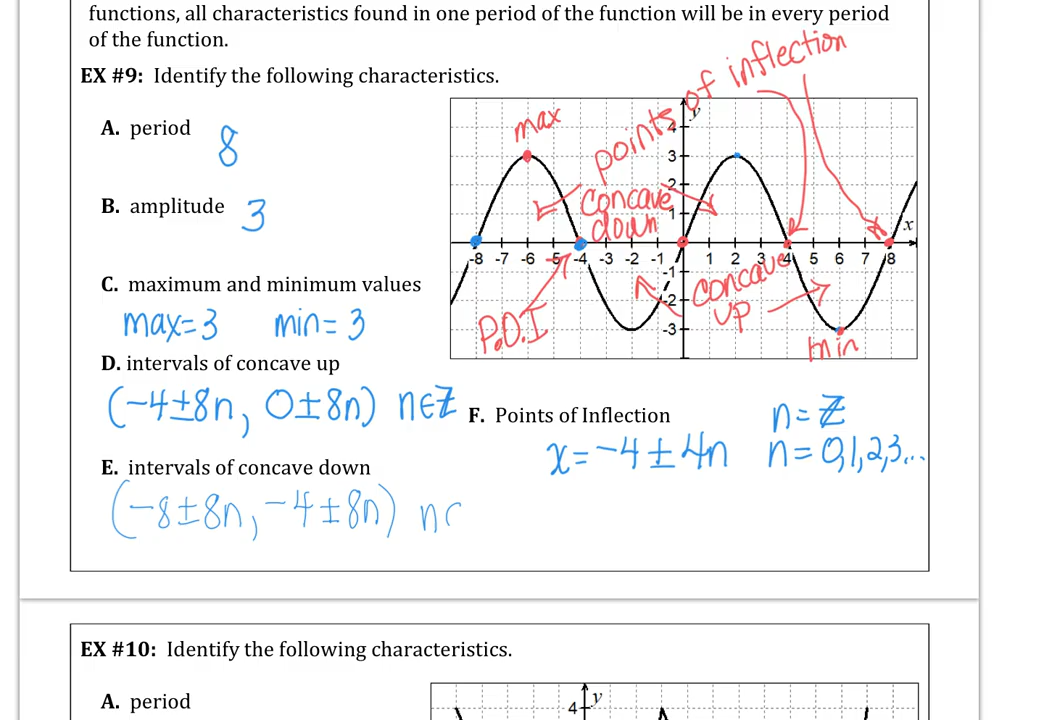 functions, all characteristics found in one period of the function will be in every period
of the function.
EX #9: Identify the following characteristics.
A. period
8
B. amplitude
3
C. maximum and minimum values
max=3 min=3
D. intervals of concave up
(-4±8n, 0±8n) n∈Z
E. intervals of concave down
(-8±8n, -4±8n) n
points of inflection
max
y
4
3
2
1
concave
down
x
-8 -7 -6 -5 -4 -3 -2 -1 1 2 3 4 5 6 7 8
-1
-2
-3
concave
up
P.O.I
min
F. Points of Inflection
n=Z
x=-4±4n n=0,1,2,3...
EX #10: Identify the following characteristics.
A. period
y
4